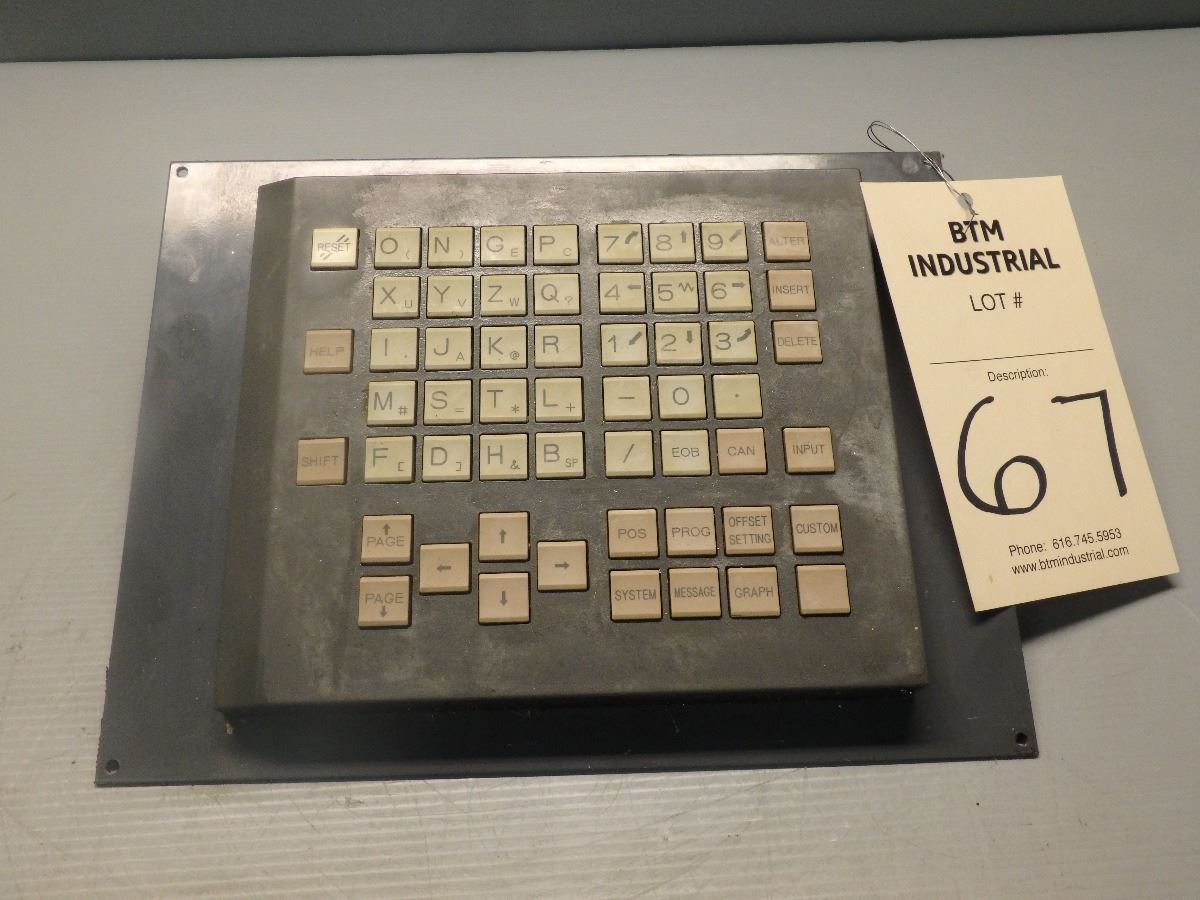 RESET O ( N ) G E P C 7 ↗ 8 ↑ 9 ↗ ALTER
X U Y V Z W Q ? 4 ← 5 6 → INSERT
HELP I , J A K @ R 1 ↙ 2 ↓ 3 DELETE
M # S = T * L + — 0 .
SHIFT F [ D ] H & B SP / EOB CAN INPUT
↑ PAGE ↑ POS PROG OFFSET SETTING CUSTOM
← →
PAGE ↓ ↓ SYSTEM MESSAGE GRAPH
BTM
INDUSTRIAL
LOT #
Description:
67
Phone: 616.745.5953
www.btmindustrial.com